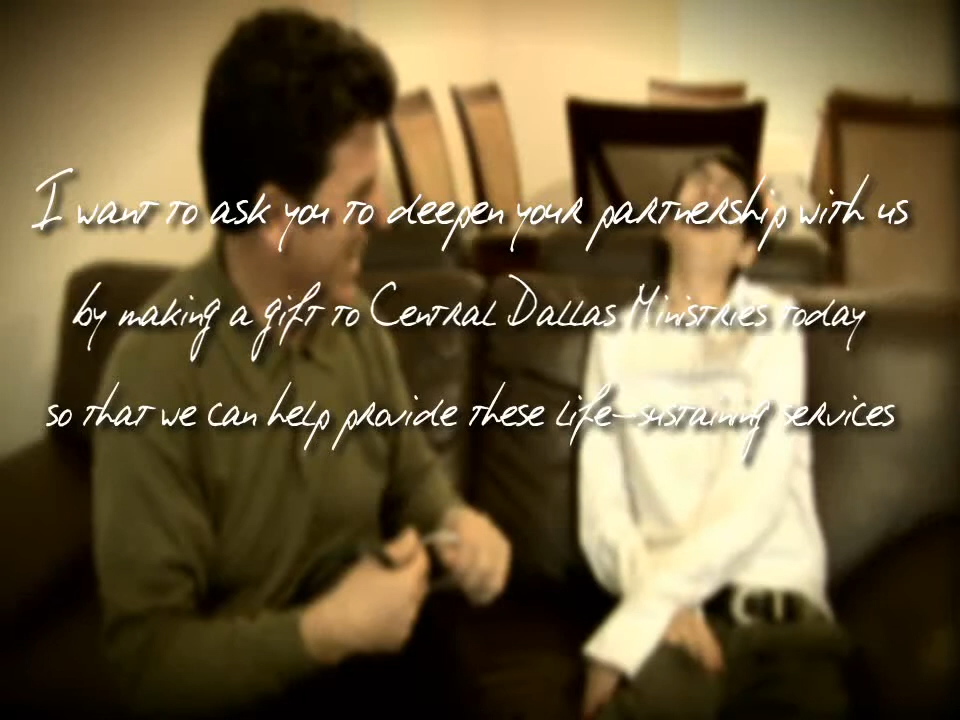 I want to ask you to deepen your partnership with us
by making a gift to Central Dallas Ministries today
so that we can help provide these life-sustaining services